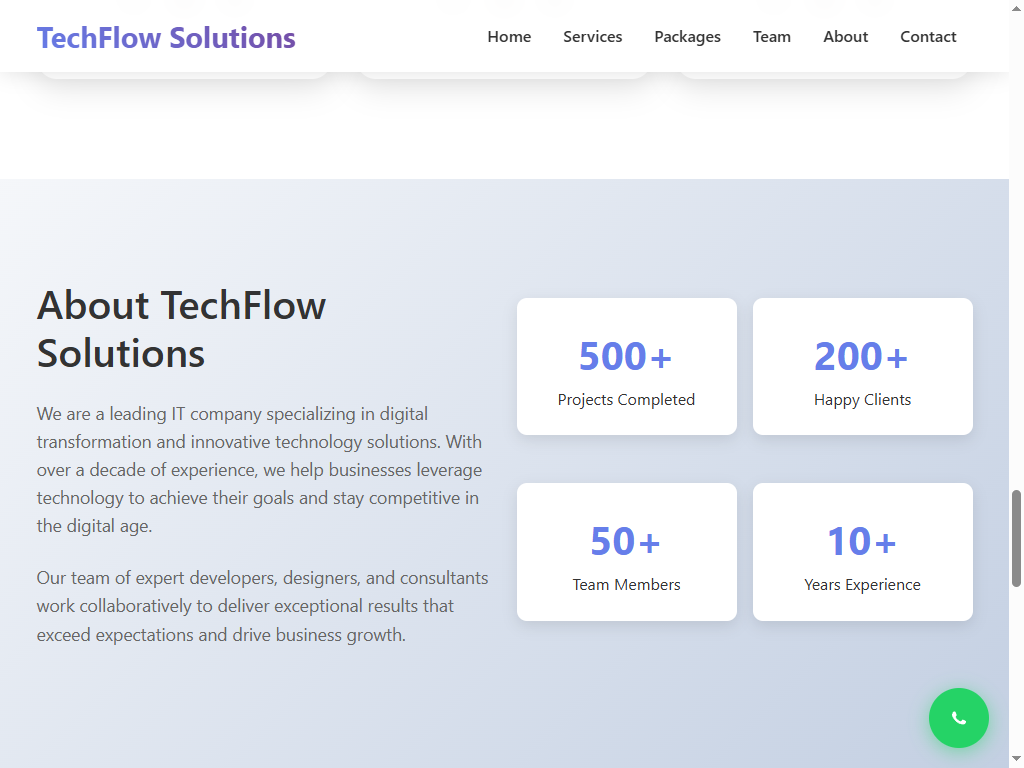 TechFlow Solutions
Home
Services
Packages
Team
About
Contact
About TechFlow
Solutions
We are a leading IT company specializing in digital
transformation and innovative technology solutions. With
over a decade of experience, we help businesses leverage
technology to achieve their goals and stay competitive in
the digital age.
Our team of expert developers, designers, and consultants
work collaboratively to deliver exceptional results that
exceed expectations and drive business growth.
500+
Projects Completed
200+
Happy Clients
50+
Team Members
10+
Years Experience